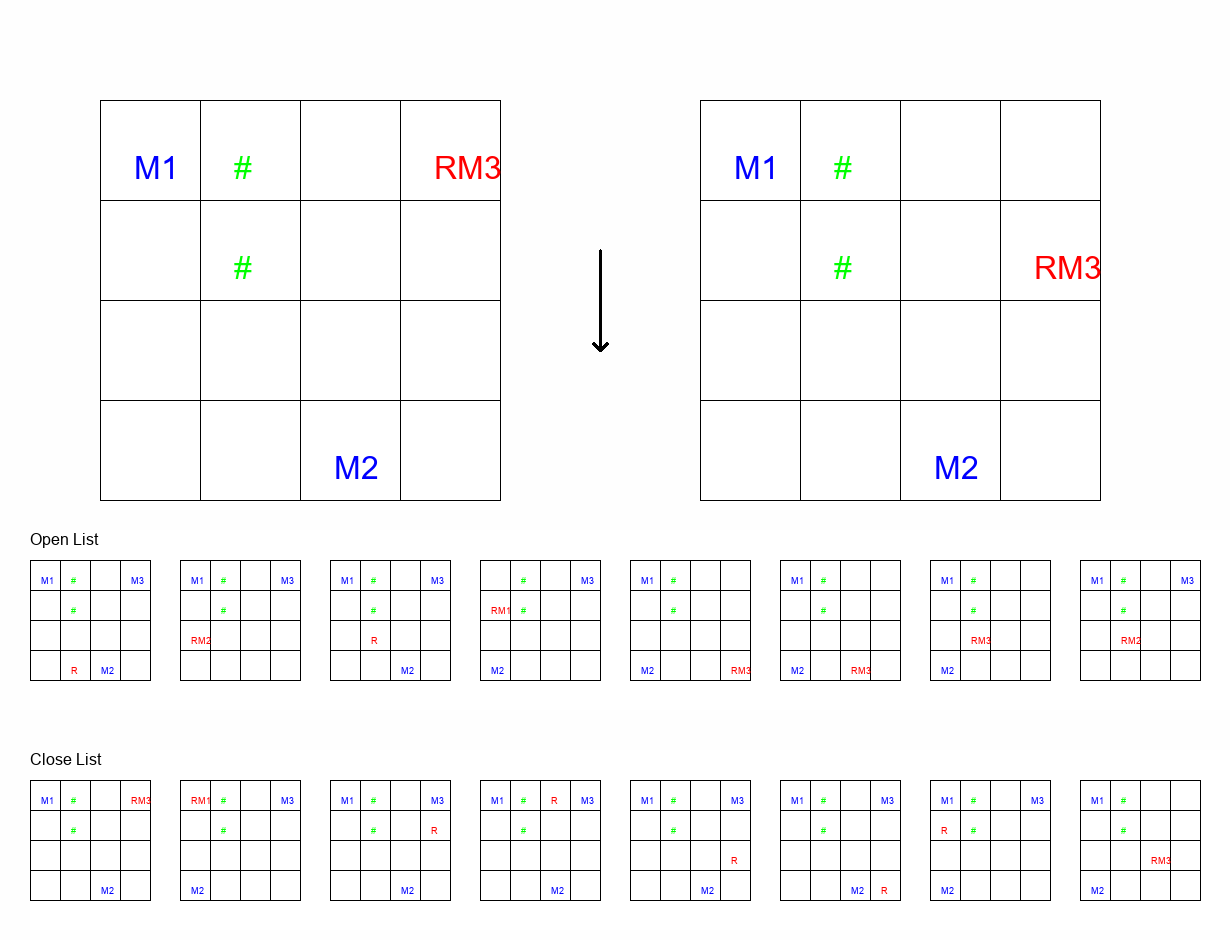 M1 # RM3 M1 #
# # RM3
M2 M2
Open List
M1 # M3 M1 # M3 M1 # M3 # M3 M1 # M1 # M1 # M1 # M3
# # # RM1 # # # # #
RM2 R RM3 RM2
R M2 M2 M2 M2 RM3 M2 RM3 M2
Close List
M1 # RM3 RM1 # M3 M1 # M3 M1 # R M3 M1 # M3 M1 # M3 M1 # M3 M1 #
# # # R # # # R # #
R RM3
M2 M2 M2 M2 M2 M2 R M2 M2